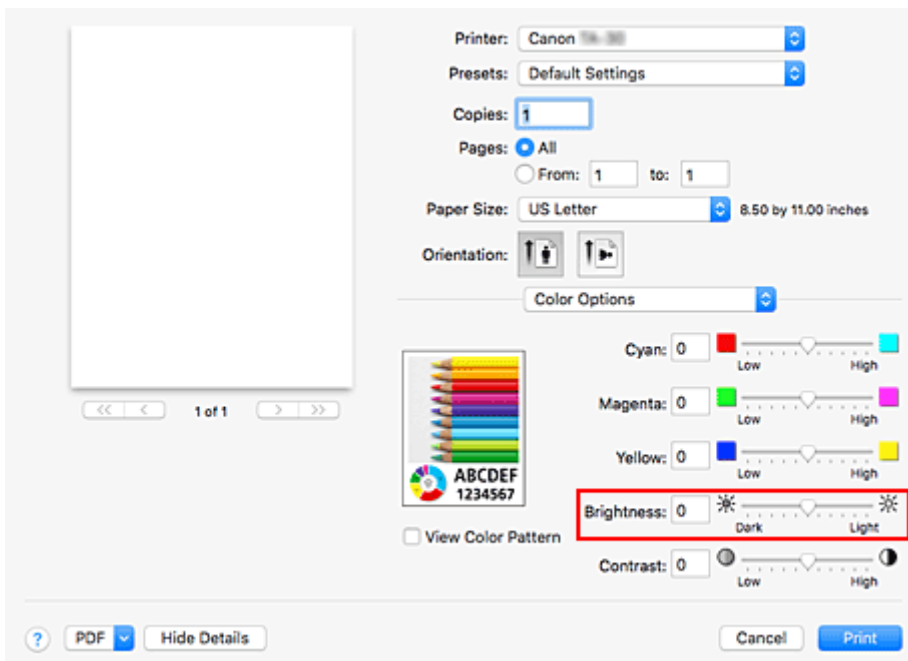 Printer: Canon
Presets: Default Settings
Copies: 1
Pages: All
From: 1 to: 1
Paper Size: US Letter 8.50 by 11.00 inches
Orientation:
Color Options
Cyan: 0
Low High
Magenta: 0
Low High
Yellow: 0
Low High
Brightness: 0
Dark Light
Contrast: 0
Low High
ABCDEF
1234567
View Color Pattern
<< < 1 of 1 > >>
? PDF Hide Details Cancel Print